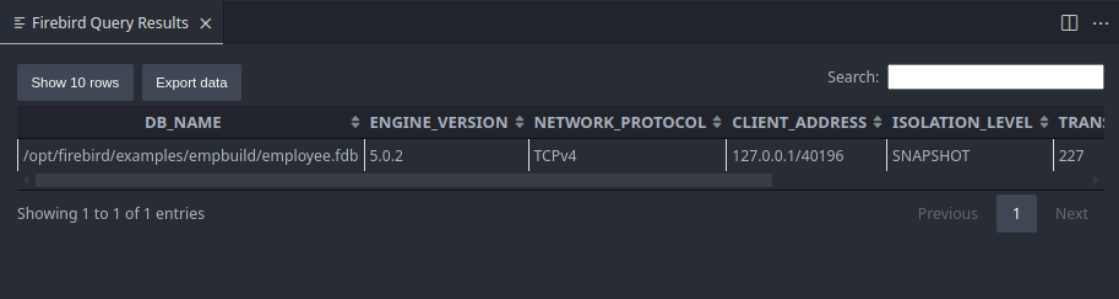 Firebird Query Results
Show 10 rows Export data Search:
DB_NAME ENGINE_VERSION NETWORK_PROTOCOL CLIENT_ADDRESS ISOLATION_LEVEL TRANS
/opt/firebird/examples/empbuild/employee.fdb 5.0.2 TCPv4 127.0.0.1/40196 SNAPSHOT 227
Showing 1 to 1 of 1 entries Previous 1 Next